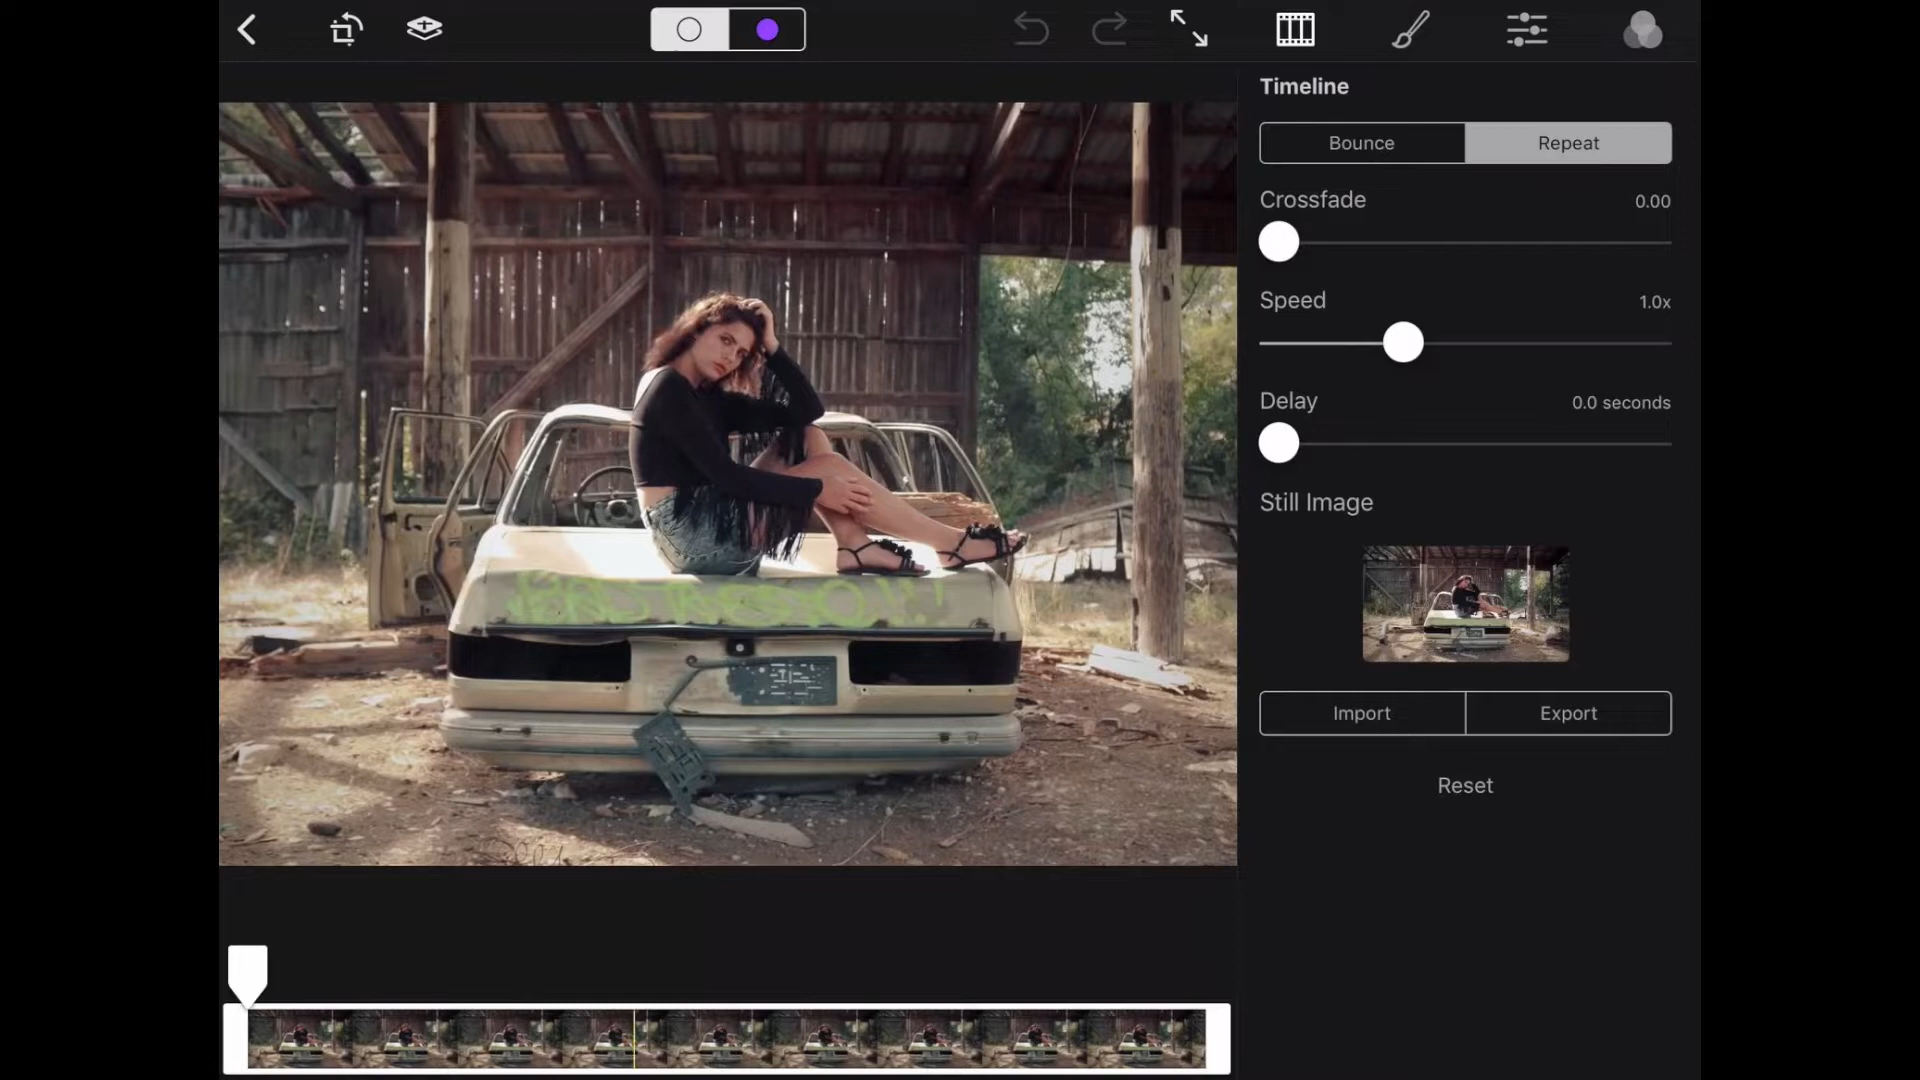 Timeline
Bounce Repeat
Crossfade 0.00
Speed 1.0x
Delay 0.0 seconds
Still Image
Import Export
Reset